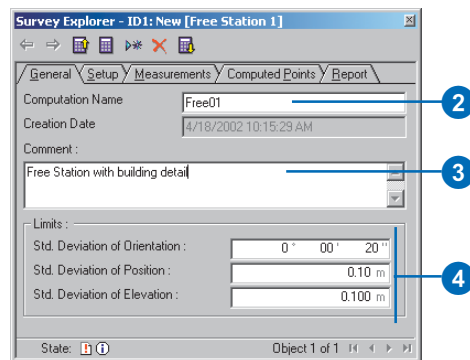 Survey Explorer - ID1: New [Free Station 1]
General Setup Measurements Computed Points Report
Computation Name Free01 2
Creation Date 4/18/2002 10:15:29 AM
Comment :
Free Station with building detail 3
Limits :
Std. Deviation of Orientation : 0 ° 00 ' 20 "
Std. Deviation of Position : 0.10 m
Std. Deviation of Elevation : 0.100 m
4
State: Object 1 of 1